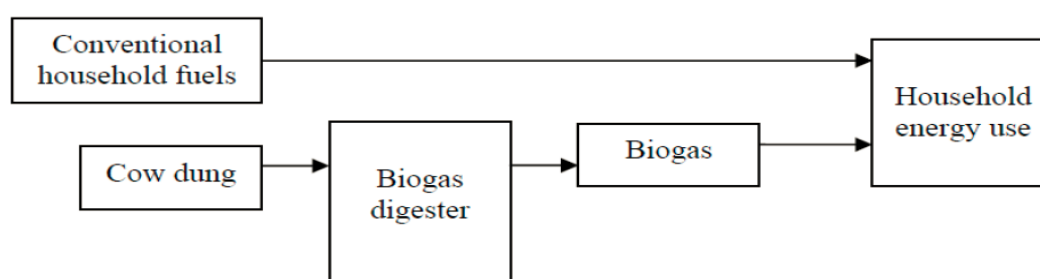 Conventional
household fuels
Household
energy use
Cow dung
Biogas
digester
Biogas